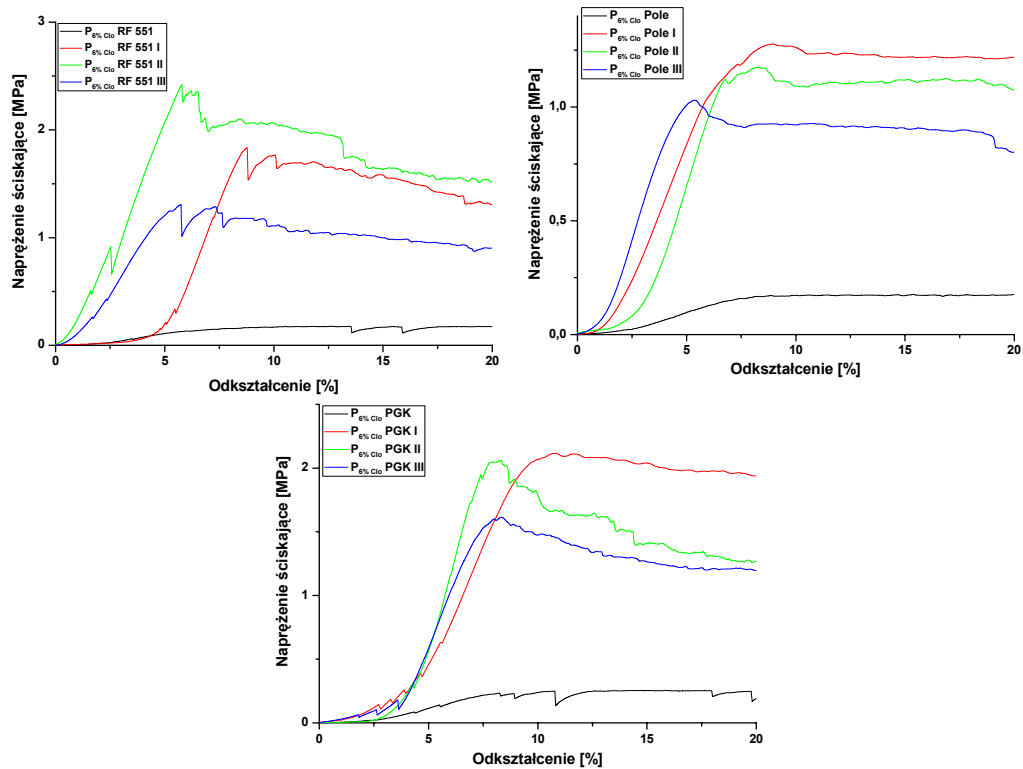 P6% Clo RF 551
P6% Clo RF 551 I
P6% Clo RF 551 II
P6% Clo RF 551 III
Naprężenie ściskające [MPa]
3
2
1
0
0 5 10 15 20
Odkształcenie [%]
P6% Clo Pole
P6% Clo Pole I
P6% Clo Pole II
P6% Clo Pole III
Naprężenie ściskające [MPa]
1,0
0,5
0,0
0 5 10 15 20
Odkształcenie [%]
P6% Clo PGK
P6% Clo PGK I
P6% Clo PGK II
P6% Clo PGK III
Naprężenie ściskające [MPa]
2
1
0
0 5 10 15 20
Odkształcenie [%]